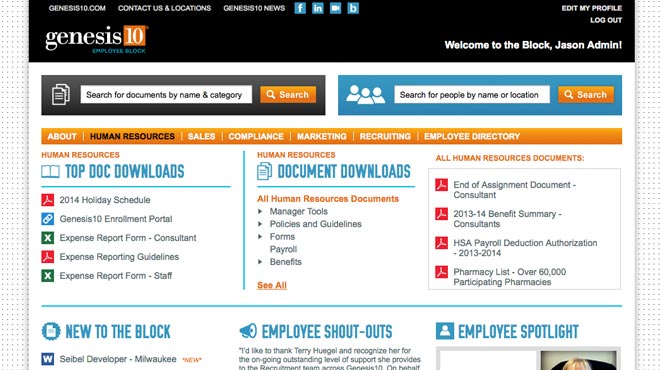 GENESIS10.COM CONTACT US & LOCATIONS GENESIS10 NEWS
EDIT MY PROFILE
LOG OUT
genesis10
EMPLOYEE BLOCK
Welcome to the Block, Jason Admin!
Search for documents by name & category Search
Search for people by name or location Search
ABOUT HUMAN RESOURCES SALES COMPLIANCE MARKETING RECRUITING EMPLOYEE DIRECTORY
HUMAN RESOURCES
TOP DOC DOWNLOADS
2014 Holiday Schedule
Genesis10 Enrollment Portal
Expense Report Form - Consultant
Expense Reporting Guidelines
Expense Report Form - Staff
HUMAN RESOURCES
DOCUMENT DOWNLOADS
All Human Resources Documents
Manager Tools
Policies and Guidelines
Forms
Payroll
Benefits
See All
ALL HUMAN RESOURCES DOCUMENTS:
End of Assignment Document -
Consultant
2013-14 Benefit Summary -
Consultants
HSA Payroll Deduction Authorization
- 2013-2014
Pharmacy List - Over 60,000
Participating Pharmacies
NEW TO THE BLOCK
Seibel Developer - Milwaukee *NEW*
EMPLOYEE SHOUT-OUTS
"I'd like to thank Terry Huegel and recognize her for
the on-going outstanding level of support she provides
to the Recruitment team across Genesis10. On behalf
EMPLOYEE SPOTLIGHT